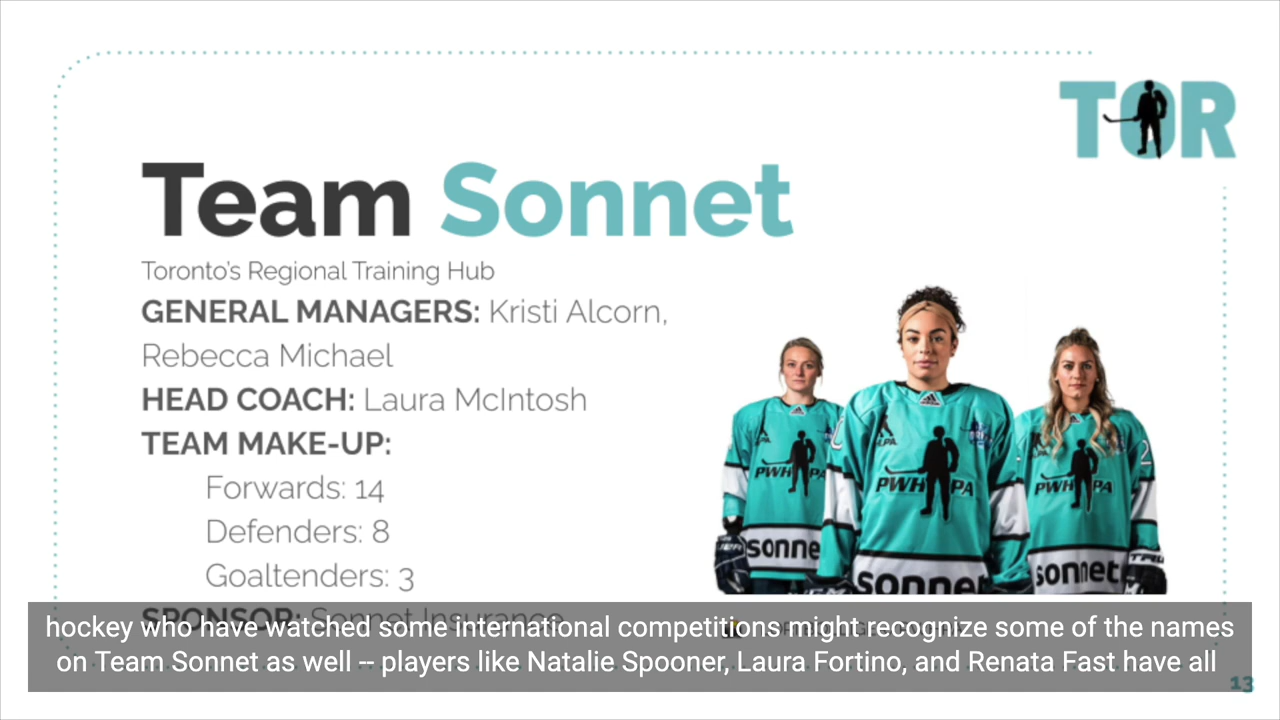 TOR
Team Sonnet
Toronto's Regional Training Hub
GENERAL MANAGERS: Kristi Alcorn,
Rebecca Michael
HEAD COACH: Laura McIntosh
TEAM MAKE-UP:
Forwards: 14
Defenders: 8
Goaltenders: 3
SPONSOR: Sonnet Insurance
PWHPA
PWHPA
PWHPA
sonne
sonnet
sonnet
hockey who have watched some international competitions might recognize some of the names
on Team Sonnet as well -- players like Natalie Spooner, Laura Fortino, and Renata Fast have all
13